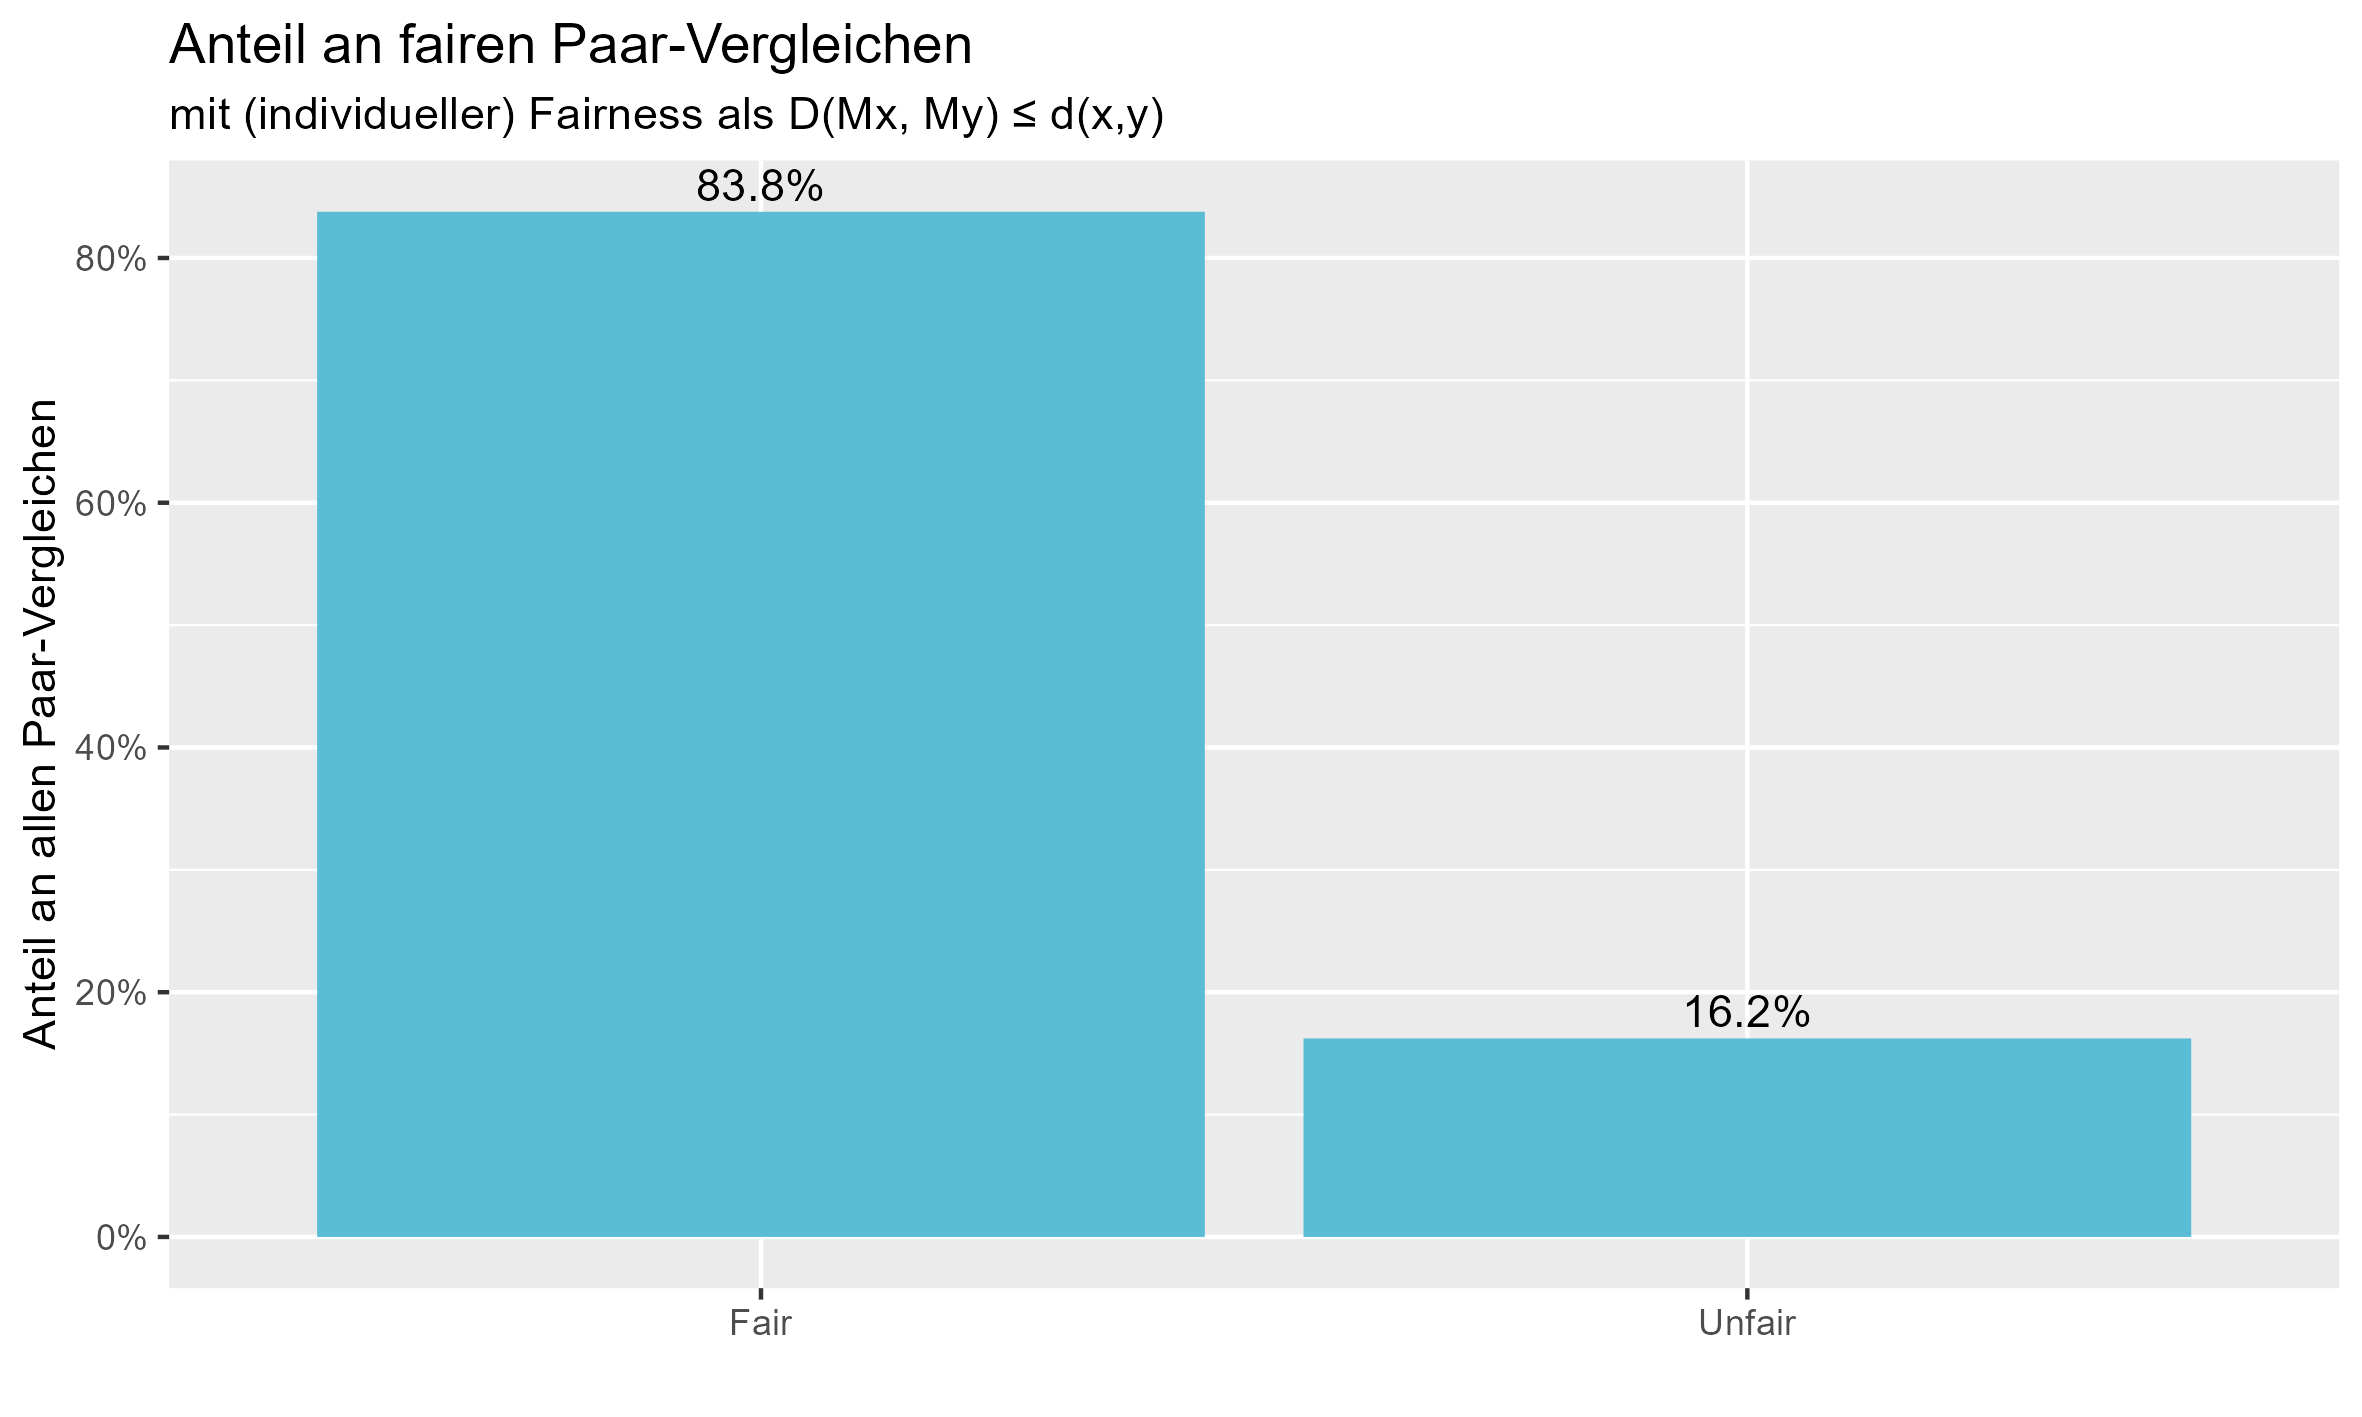 Anteil an fairen Paar-Vergleichen
mit (individueller) Fairness als D(Mx, My) ≤ d(x,y)
Anteil an allen Paar-Vergleichen
80%
60%
40%
20%
0%
83.8%
16.2%
Fair
Unfair